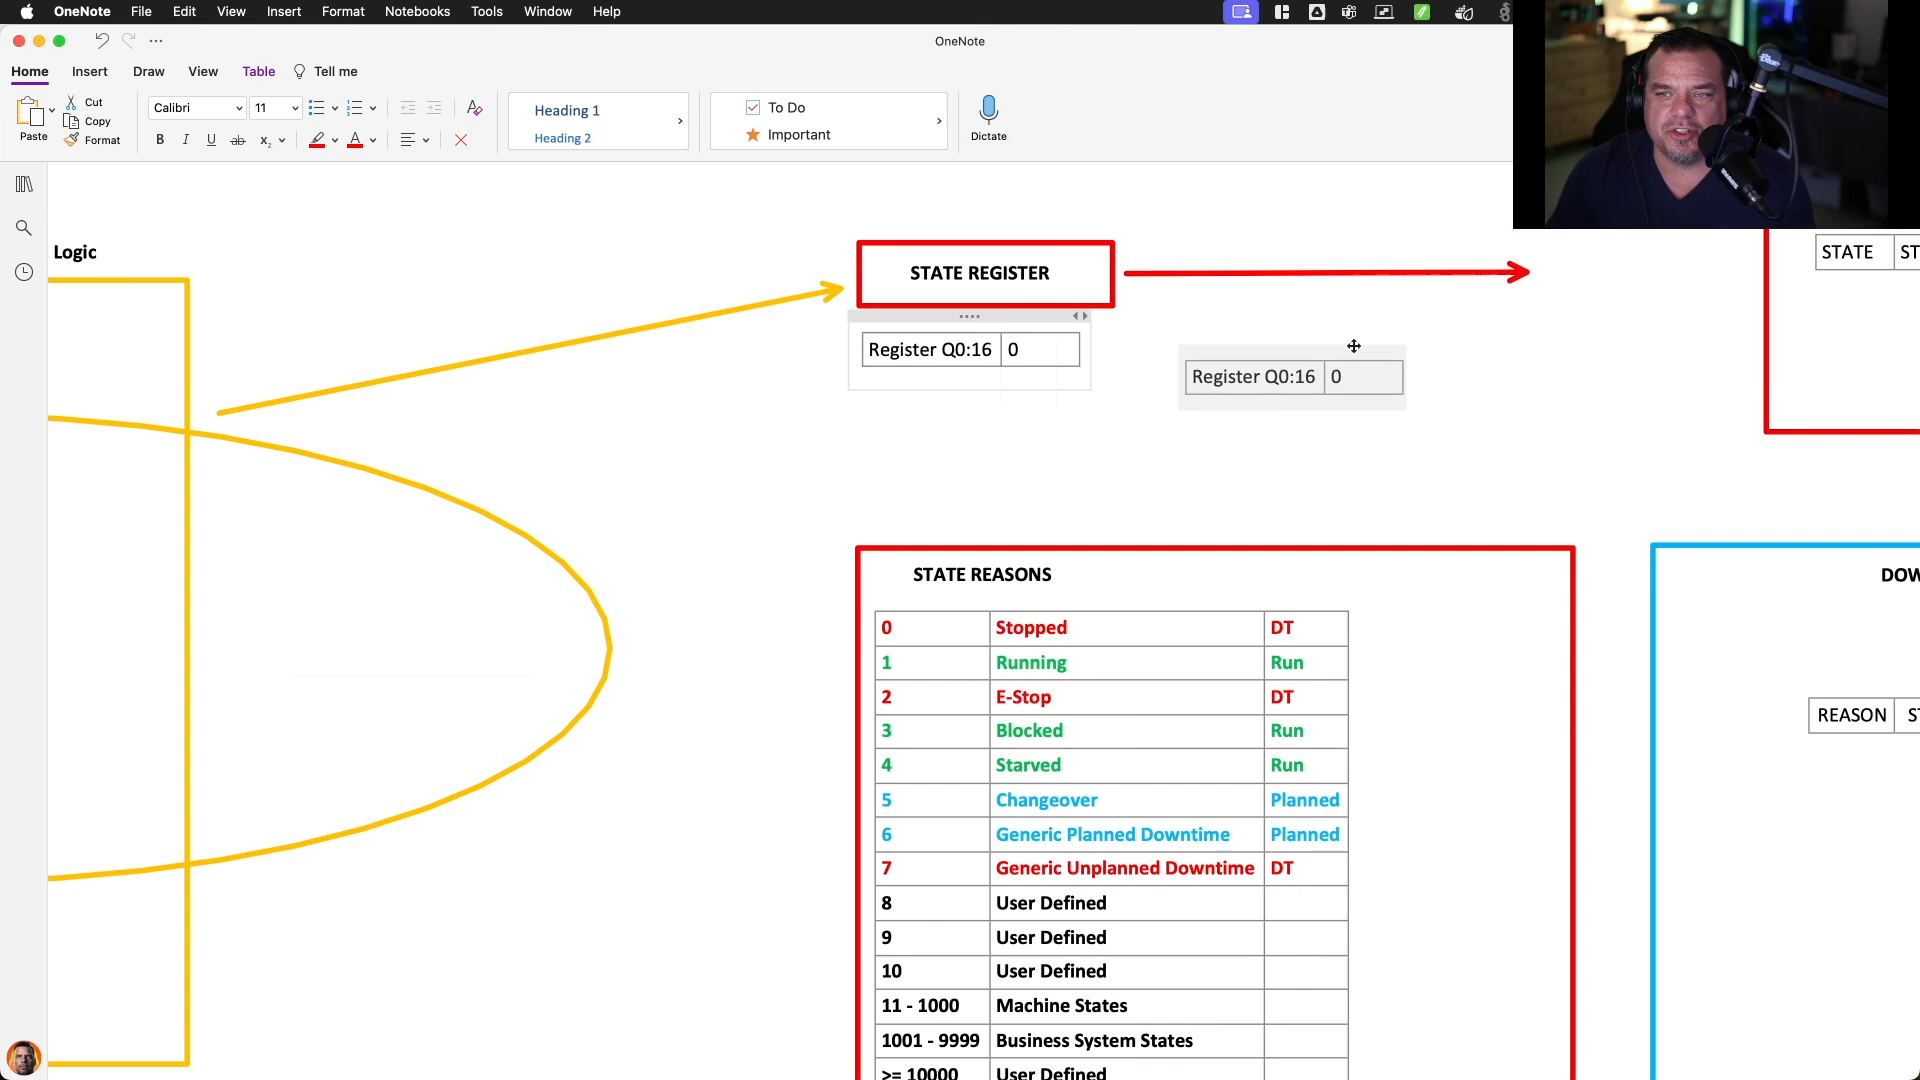 OneNote File Edit View Insert Format Notebooks Tools Window Help
OneNote
Home Insert Draw View Table Tell me
Paste
Cut
Copy
Format
Calibri 11
B I U ab x2
A
Heading 1
Heading 2
To Do
Important
Dictate
Logic
STATE REGISTER
Register Q0:16 0
Register Q0:16 0
STATE ST
STATE REASONS
0 Stopped DT
1 Running Run
2 E-Stop DT
3 Blocked Run
4 Starved Run
5 Changeover Planned
6 Generic Planned Downtime Planned
7 Generic Unplanned Downtime DT
8 User Defined
9 User Defined
10 User Defined
11 - 1000 Machine States
1001 - 9999 Business System States
>= 10000 User Defined
DOW
REASON ST